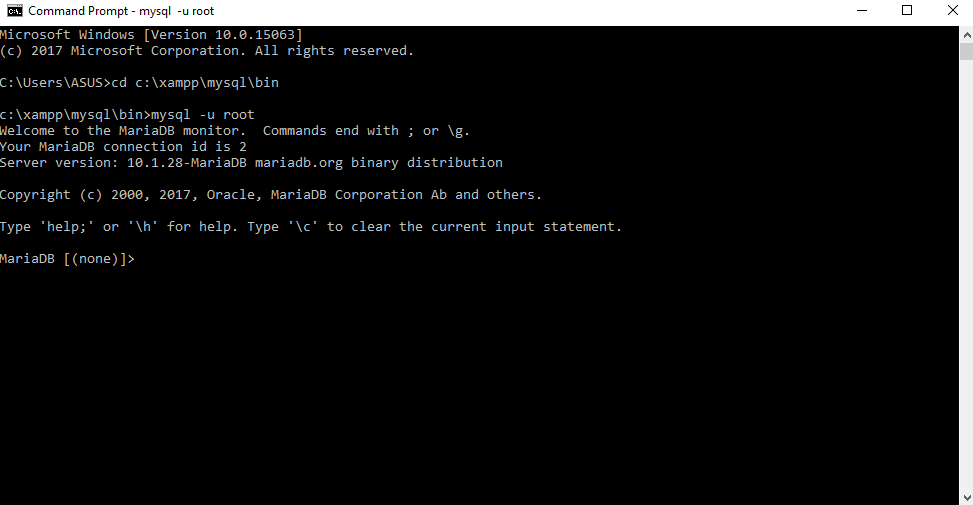 Command Prompt - mysql  -u root
Microsoft Windows [Version 10.0.15063]
(c) 2017 Microsoft Corporation. All rights reserved.
C:\Users\ASUS>cd c:\xampp\mysql\bin
c:\xampp\mysql\bin>mysql -u root
Welcome to the MariaDB monitor.  Commands end with ; or \g.
Your MariaDB connection id is 2
Server version: 10.1.28-MariaDB mariadb.org binary distribution
Copyright (c) 2000, 2017, Oracle, MariaDB Corporation Ab and others.
Type 'help;' or '\h' for help. Type '\c' to clear the current input statement.
MariaDB [(none)]>